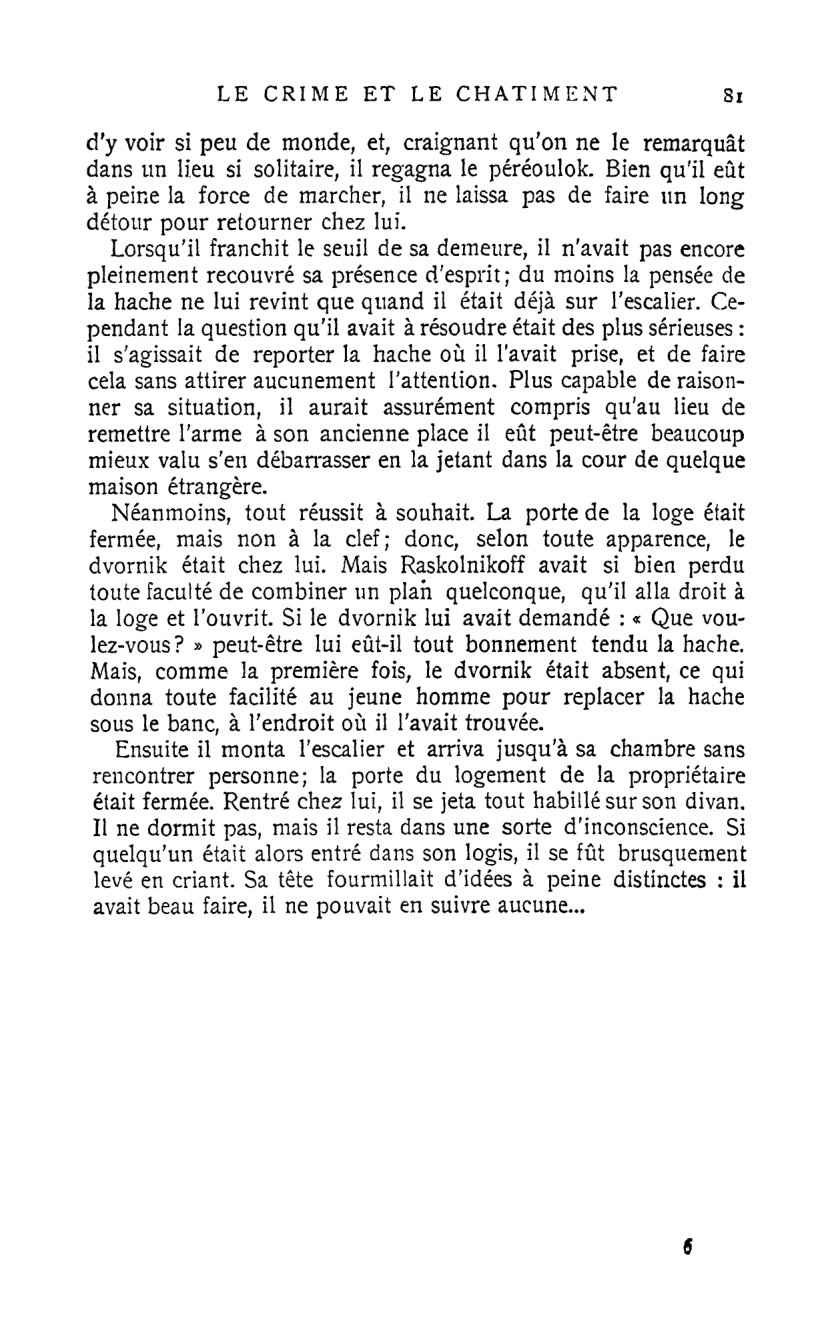 LE CRIME ET LE CHATIMENT 81
d'y voir si peu de monde, et, craignant qu'on ne le remarquât
dans un lieu si solitaire, il regagna le péréoulok. Bien qu'il eût
à peine la force de marcher, il ne laissa pas de faire un long
détour pour retourner chez lui.
Lorsqu'il franchit le seuil de sa demeure, il n'avait pas encore
pleinement recouvré sa présence d'esprit; du moins la pensée de
la hache ne lui revint que quand il était déjà sur l'escalier. Ce-
pendant la question qu'il avait à résoudre était des plus sérieuses :
il s'agissait de reporter la hache où il l'avait prise, et de faire
cela sans attirer aucunement l'attention. Plus capable de raison-
ner sa situation, il aurait assurément compris qu'au lieu de
remettre l'arme à son ancienne place il eût peut-être beaucoup
mieux valu s'en débarrasser en la jetant dans la cour de quelque
maison étrangère.
Néanmoins, tout réussit à souhait. La porte de la loge était
fermée, mais non à la clef; donc, selon toute apparence, le
dvornik était chez lui. Mais Raskolnikoff avait si bien perdu
toute faculté de combiner un plan quelconque, qu'il alla droit à
la loge et l'ouvrit. Si le dvornik lui avait demandé : « Que vou-
lez-vous? » peut-être lui eût-il tout bonnement tendu la hache.
Mais, comme la première fois, le dvornik était absent, ce qui
donna toute facilité au jeune homme pour replacer la hache
sous le banc, à l'endroit où il l'avait trouvée.
Ensuite il monta l'escalier et arriva jusqu'à sa chambre sans
rencontrer personne; la porte du logement de la propriétaire
était fermée. Rentré chez lui, il se jeta tout habillé sur son divan.
Il ne dormit pas, mais il resta dans une sorte d'inconscience. Si
quelqu'un était alors entré dans son logis, il se fût brusquement
levé en criant. Sa tête fourmillait d'idées à peine distinctes : il
avait beau faire, il ne pouvait en suivre aucune...
6